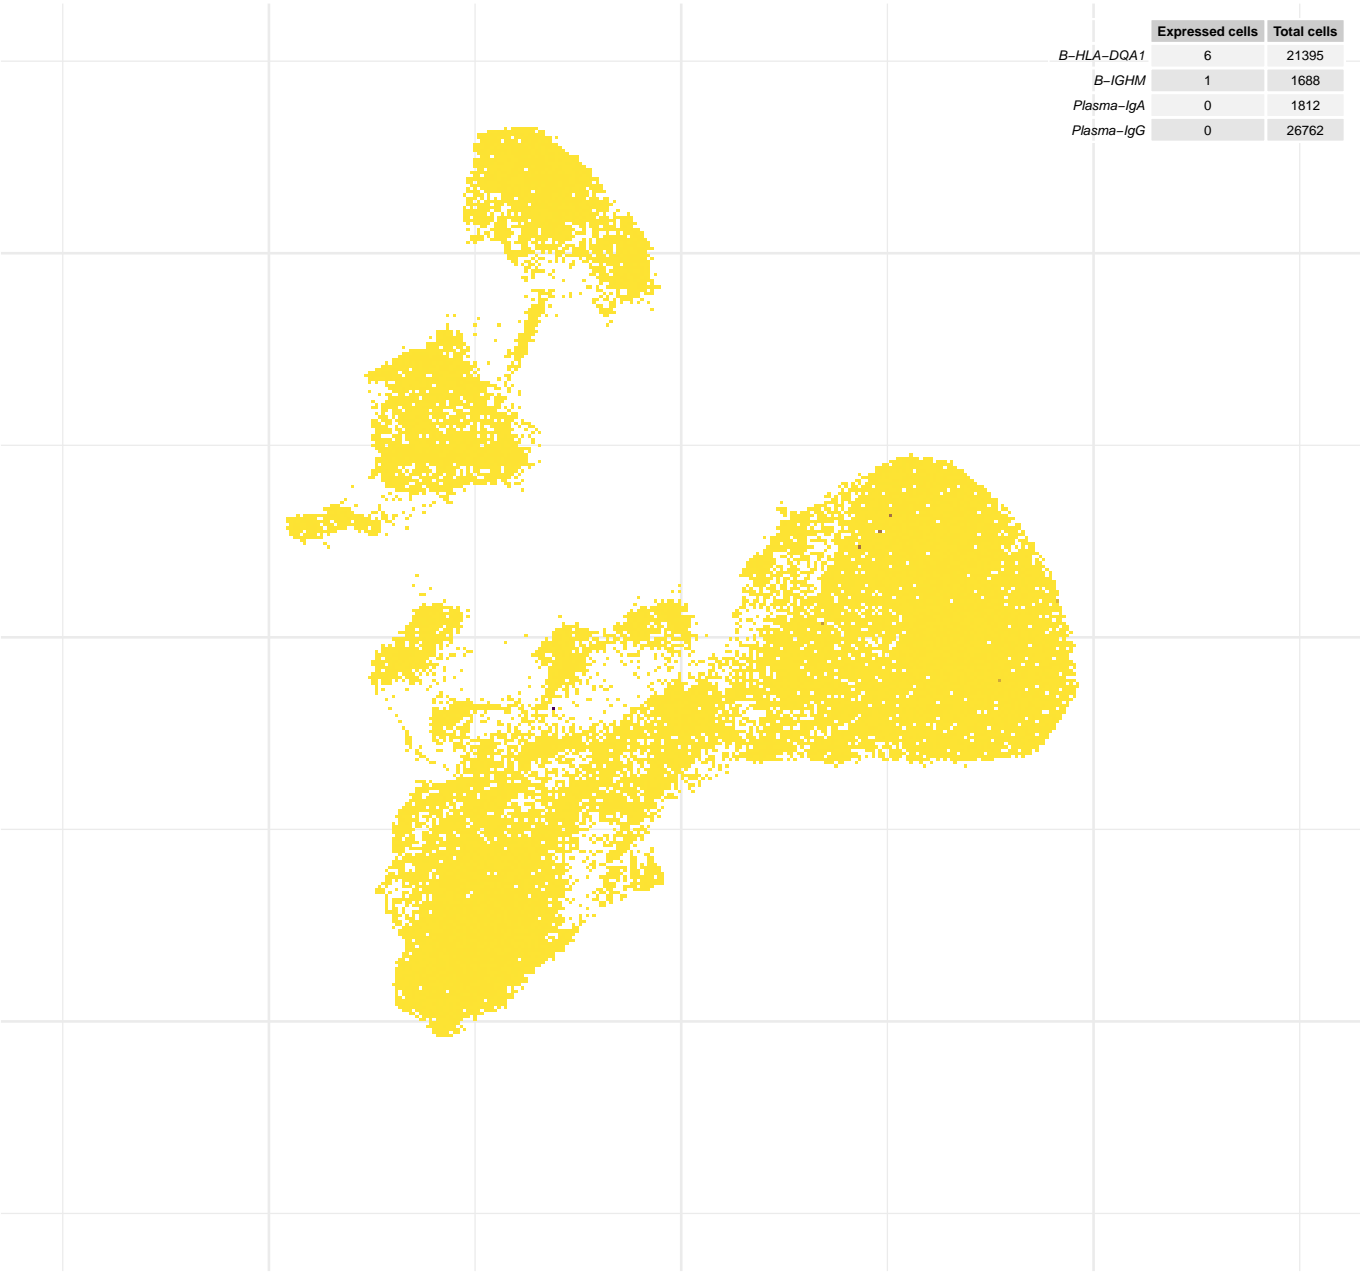 Expressed cells Total cells
B−HLA−DQA1 6 21395
B−IGHM 1 1688
Plasma−IgA 0 1812
Plasma−IgG 0 26762